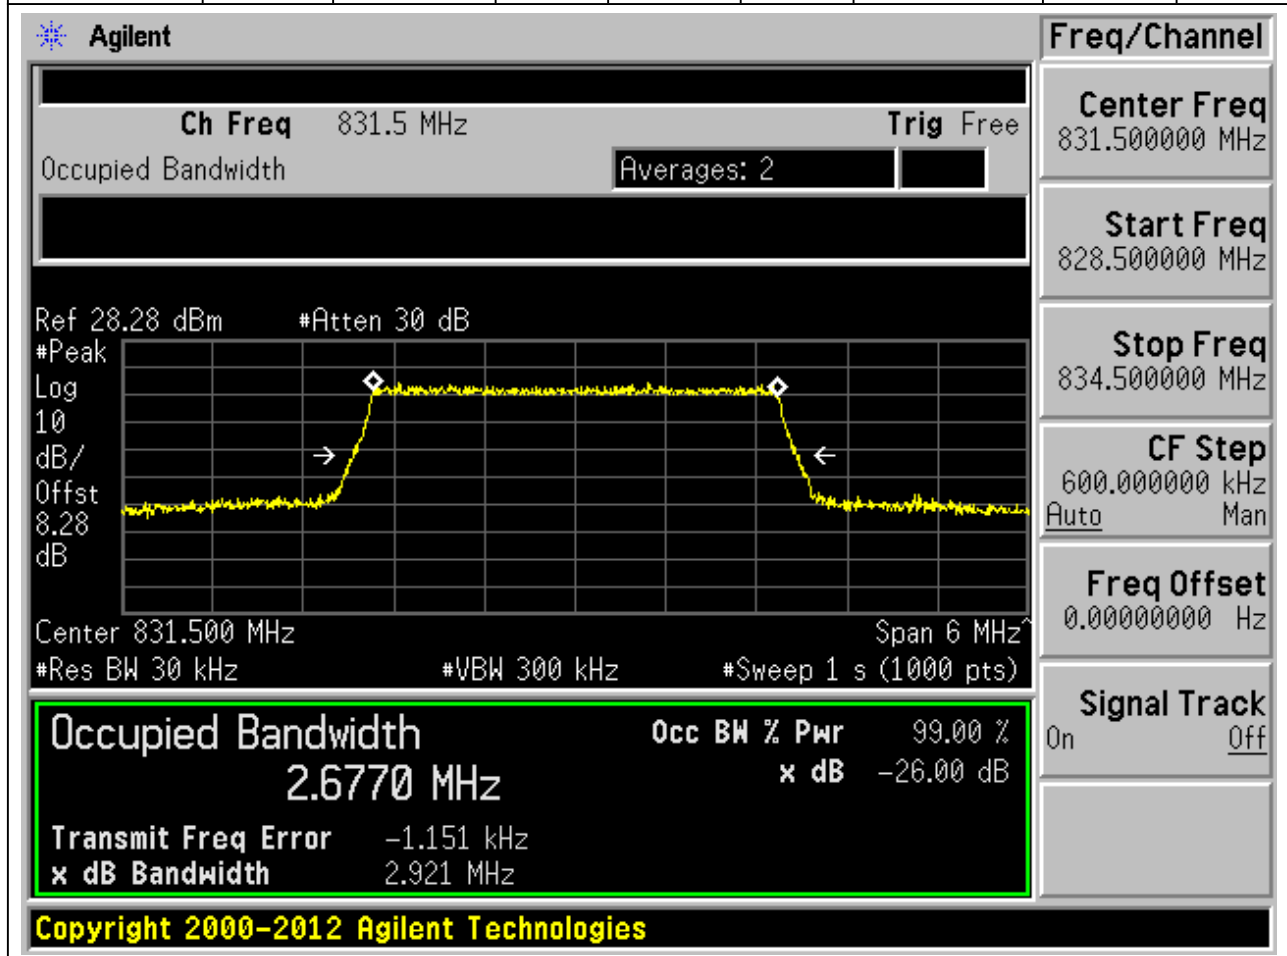 Agilent
Freq/Channel
Ch Freq 831.5 MHz Trig Free
Occupied Bandwidth Averages: 2
Center Freq
831.500000 MHz
Start Freq
828.500000 MHz
Stop Freq
834.500000 MHz
CF Step
600.000000 kHz
Auto Man
Freq Offset
0.00000000 Hz
Signal Track
On Off
Ref 28.28 dBm #Atten 30 dB
#Peak
Log
10
dB/
Offst
8.28
dB
Center 831.500 MHz Span 6 MHz^
#Res BW 30 kHz #VBW 300 kHz #Sweep 1 s (1000 pts)
Occupied Bandwidth Occ BW % Pwr 99.00 %
2.6770 MHz x dB -26.00 dB
Transmit Freq Error -1.151 kHz
x dB Bandwidth 2.921 MHz
Copyright 2000-2012 Agilent Technologies